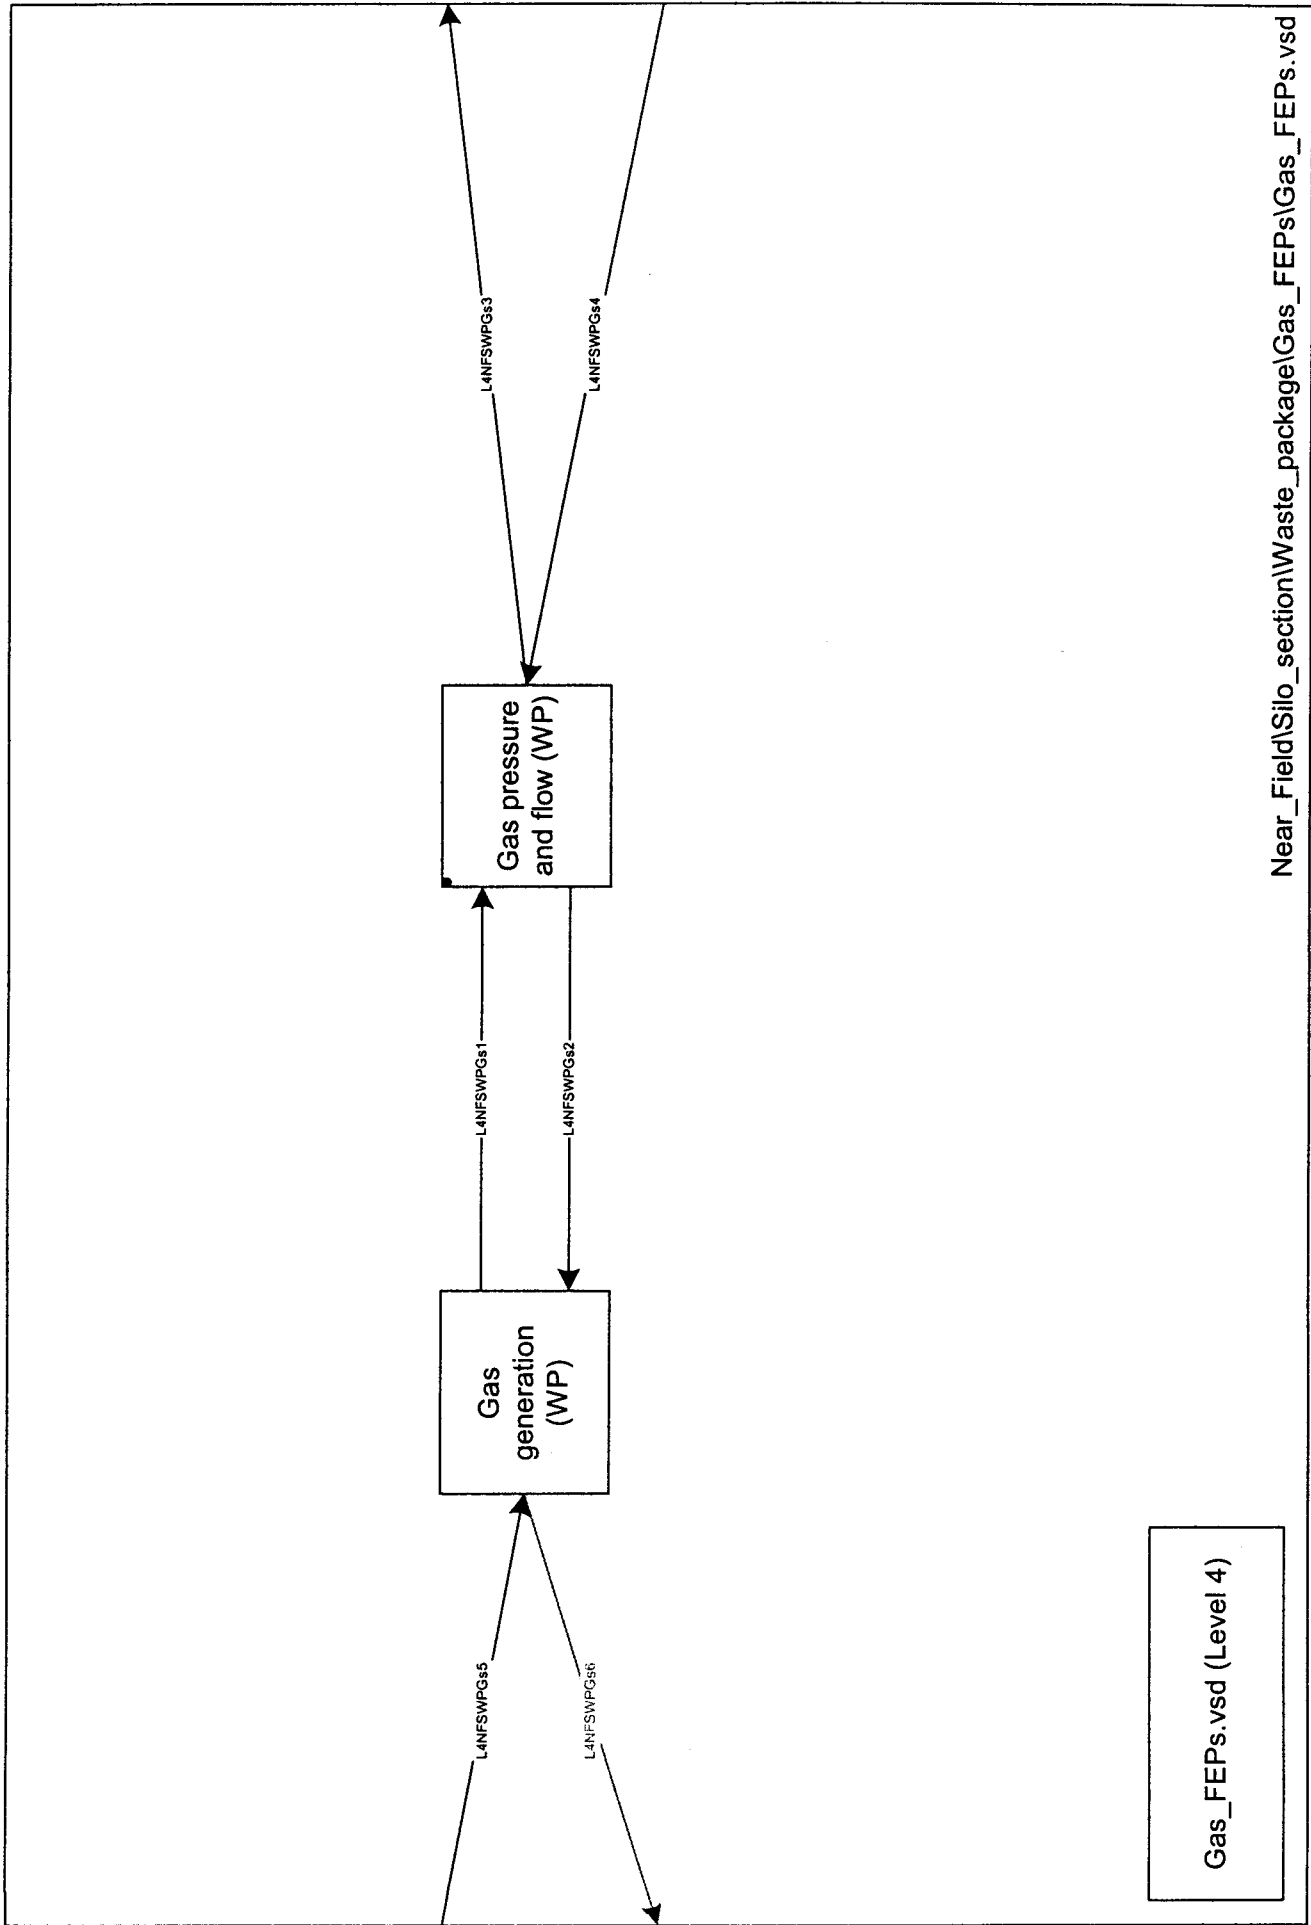 L4NFSWPGs5
L4NFSWPGs6
Gas
generation
(WP)
L4NFSWPGs1
L4NFSWPGs2
Gas pressure
and flow (WP)
L4NFSWPGs3
L4NFSWPGs4
Gas_FEPs.vsd (Level 4)
Near_Field\Silo_section\Waste_package\Gas_FEPs\Gas_FEPs.vsd